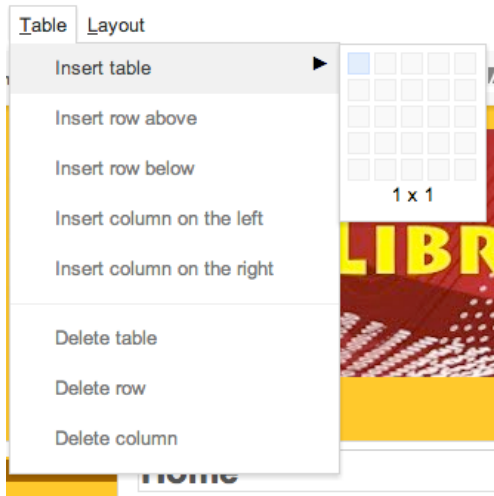 Table Layout
Insert table ►
Insert row above
Insert row below
Insert column on the left
Insert column on the right
Delete table
Delete row
Delete column
1 x 1
LIBR
Home